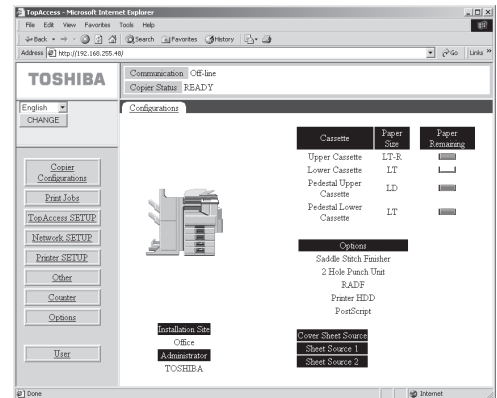 TopAccess - Microsoft Internet Explorer
File Edit View Favorites Tools Help
Back Search Favorites History
Address http://192.168.255.48/ Go Links »
TOSHIBA
Communication Off-line
Copier Status READY
English
CHANGE
Configurations
Copier Configurations
Print Jobs
TopAccess SETUP
Network SETUP
Printer SETUP
Other
Counter
Options
User
Cassette Paper Size Paper Remaining
Upper Cassette LT-R
Lower Cassette LT
Pedestal Upper Cassette LD
Pedestal Lower Cassette LT
Options
Saddle Stitch Finisher
2 Hole Punch Unit
RADF
Printer HDD
PostScript
Installation Site
Office
Administrator
TOSHIBA
Cover Sheet Source
Sheet Source 1
Sheet Source 2
Done Internet